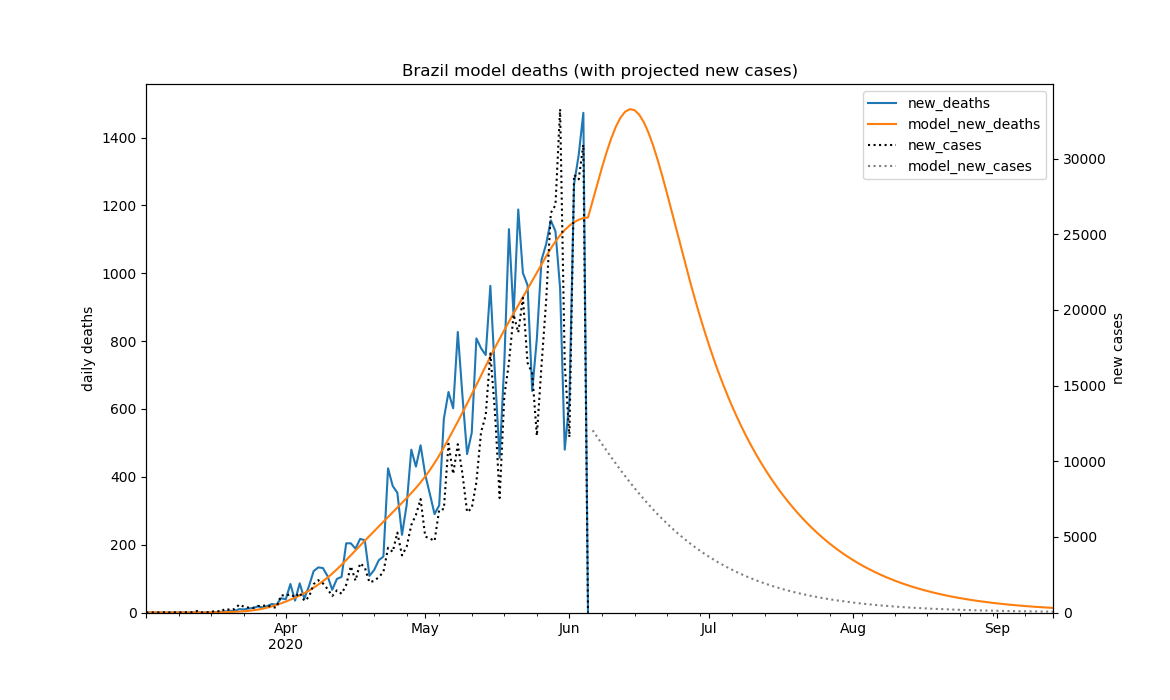 Brazil model deaths (with projected new cases)
new_deaths
model_new_deaths
new_cases
model_new_cases
1400
1200
1000
800
600
400
200
0
daily deaths
30000
25000
20000
15000
10000
5000
0
new cases
Apr
2020
May
Jun
Jul
Aug
Sep